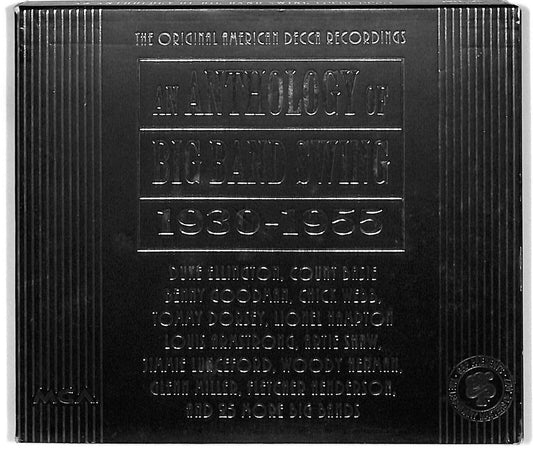 THE ORIGINAL AMERICAN DECCA RECORDINGS
AN ANTHOLOGY OF
BIG BAND SWING
1930-1955
DUKE ELLINGTON, COUNT BASIE
BENNY GOODMAN, CHICK WEBB,
TOMMY DORSEY, LIONEL HAMPTON
LOUIS ARMSTRONG, ARTIE SHAW,
JIMMIE LUNCEFORD, WOODY HERMAN,
GLENN MILLER, FLETCHER HENDERSON,
AND 25 MORE BIG BANDS
MCA